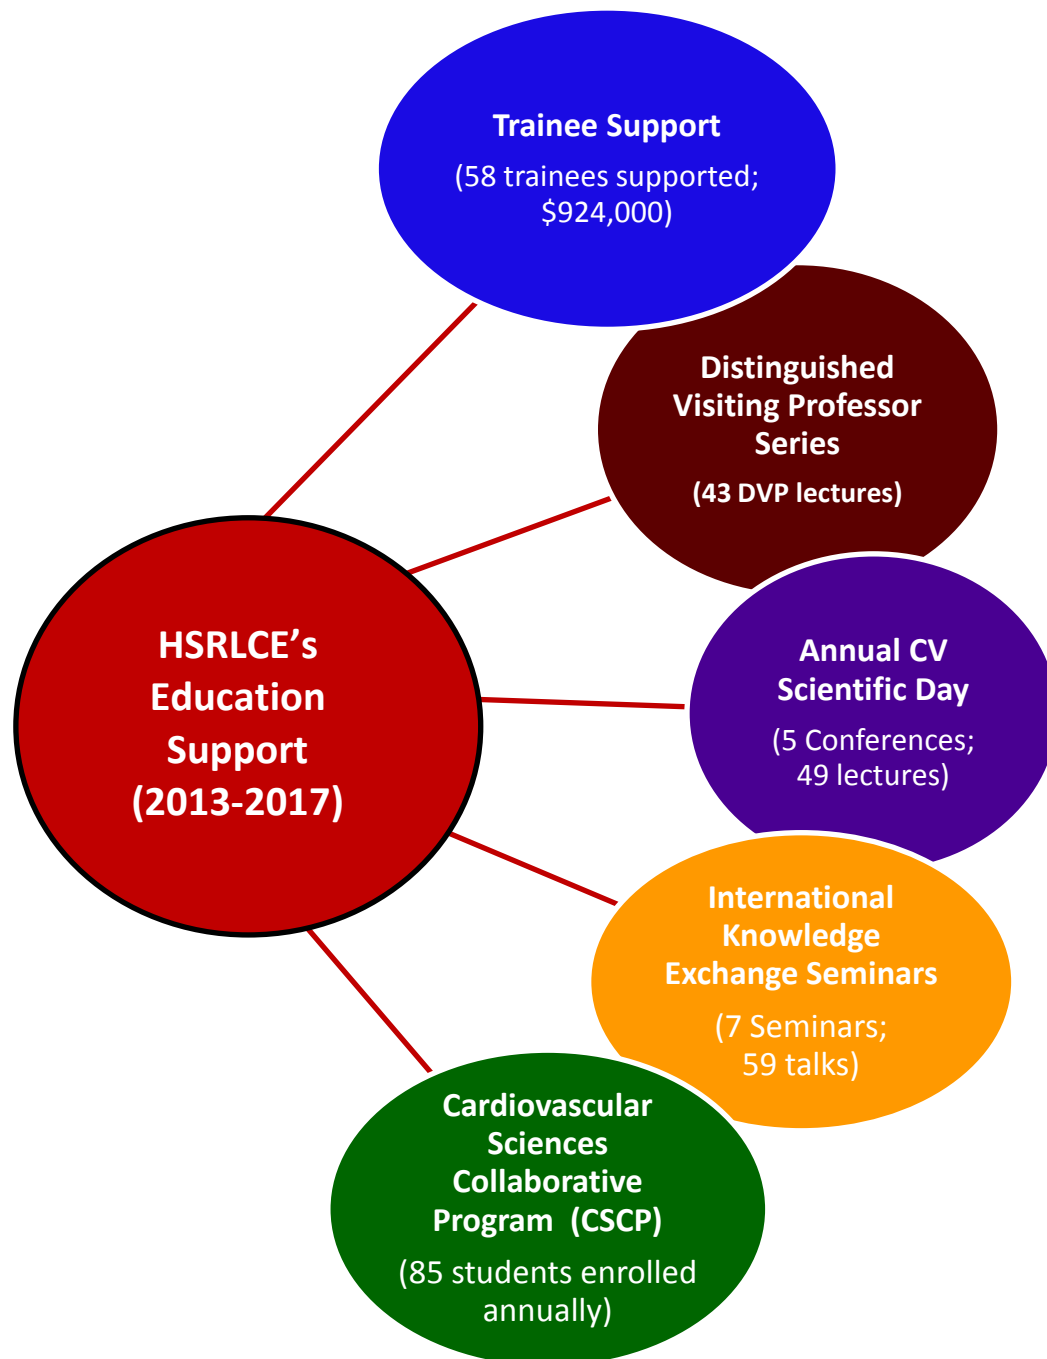 Trainee Support
(58 trainees supported;
$924,000)
Distinguished
Visiting Professor
Series
(43 DVP lectures)
HSRLCE’s
Education
Support
(2013-2017)
Annual CV
Scientific Day
(5 Conferences;
49 lectures)
International
Knowledge
Exchange Seminars
(7 Seminars;
59 talks)
Cardiovascular
Sciences
Collaborative
Program (CSCP)
(85 students enrolled
annually)